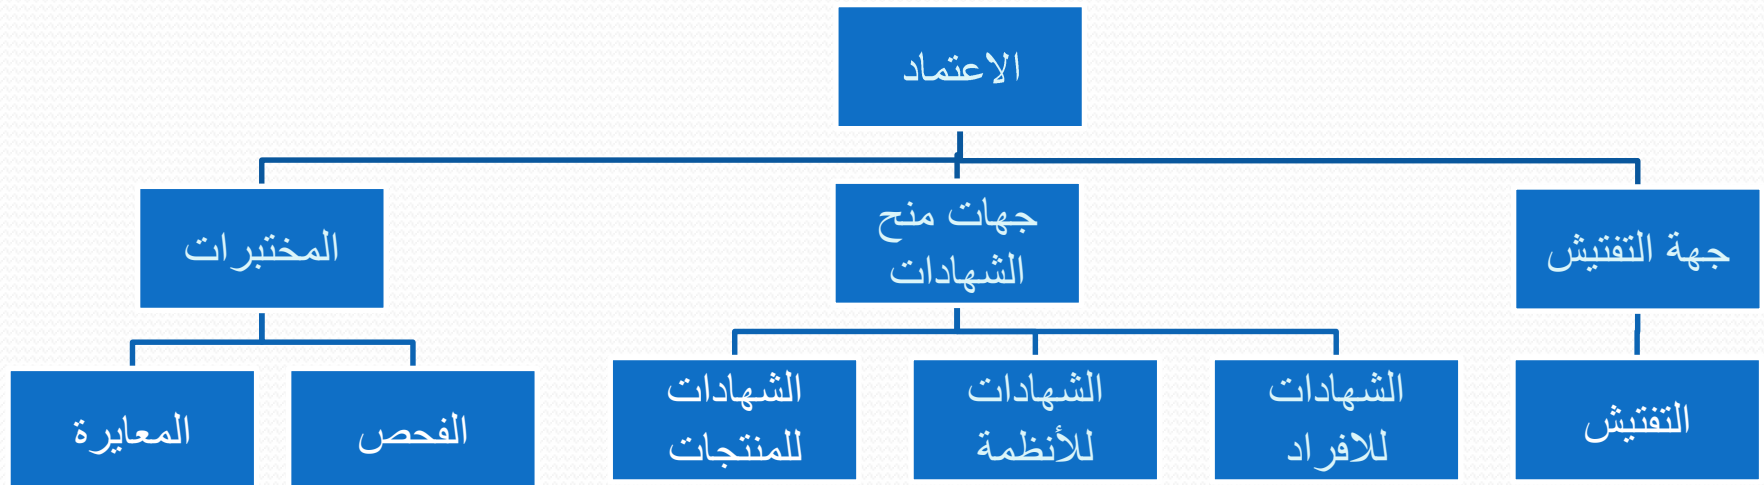 الاعتماد
جهة التفتيش
جهات منح
الشهادات
المختبرات
التفتيش
الشهادات
للافراد
الشهادات
للأنظمة
الشهادات
للمنتجات
الفحص
المعايرة